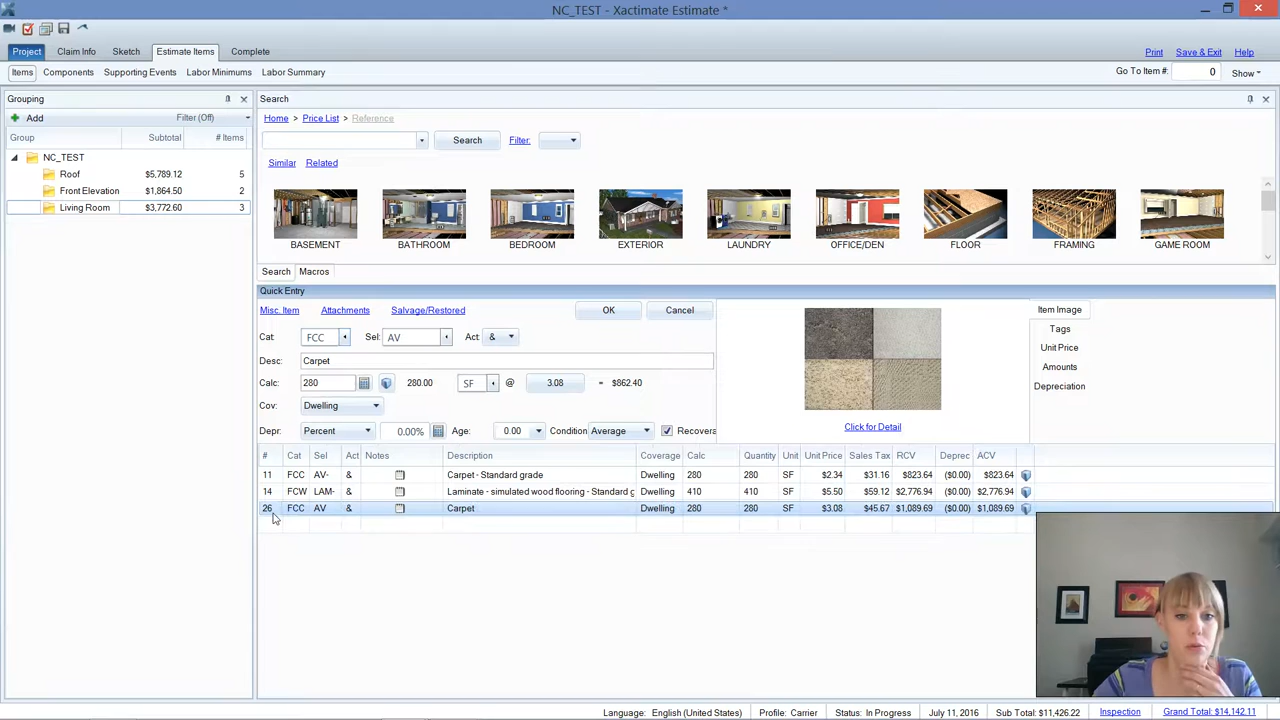 NC_TEST - Xactimate Estimate *
Project Claim Info Sketch Estimate Items Complete
Print Save & Exit Help
Items Components Supporting Events Labor Minimums Labor Summary
Go To Item #: 0 Show
Grouping
Add Filter (Off)
Group Subtotal # Items
NC_TEST
Roof $5,789.12 5
Front Elevation $1,864.50 2
Living Room $3,772.60 3
Search
Home > Price List > Reference
Search Filter:
Similar Related
BASEMENT BATHROOM BEDROOM EXTERIOR LAUNDRY OFFICE/DEN FLOOR FRAMING GAME ROOM
Search Macros
Quick Entry
Misc. Item Attachments Salvage/Restored OK Cancel
Cat: FCC Sel: AV Act: &
Desc: Carpet
Calc: 280 280.00 SF @ 3.08 = $862.40
Cov: Dwelling
Depr: Percent 0.00% Age: 0.00 Condition Average Recovera
Click for Detail
Item Image
Tags
Unit Price
Amounts
Depreciation
# Cat Sel Act Notes Description Coverage Calc Quantity Unit Unit Price Sales Tax RCV Deprec ACV
11 FCC AV- & Carpet - Standard grade Dwelling 280 280 SF $2.34 $31.16 $823.64 ($0.00) $823.64
14 FCW LAM- & Laminate - simulated wood flooring - Standard g Dwelling 410 410 SF $5.50 $59.12 $2,776.94 ($0.00) $2,776.94
26 FCC AV & Carpet Dwelling 280 280 SF $3.08 $45.67 $1,089.69 ($0.00) $1,089.69
Language: English (United States) Profile: Carrier Status: In Progress July 11, 2016 Sub Total: $11,426.22 Inspection Grand Total: $14,142.11